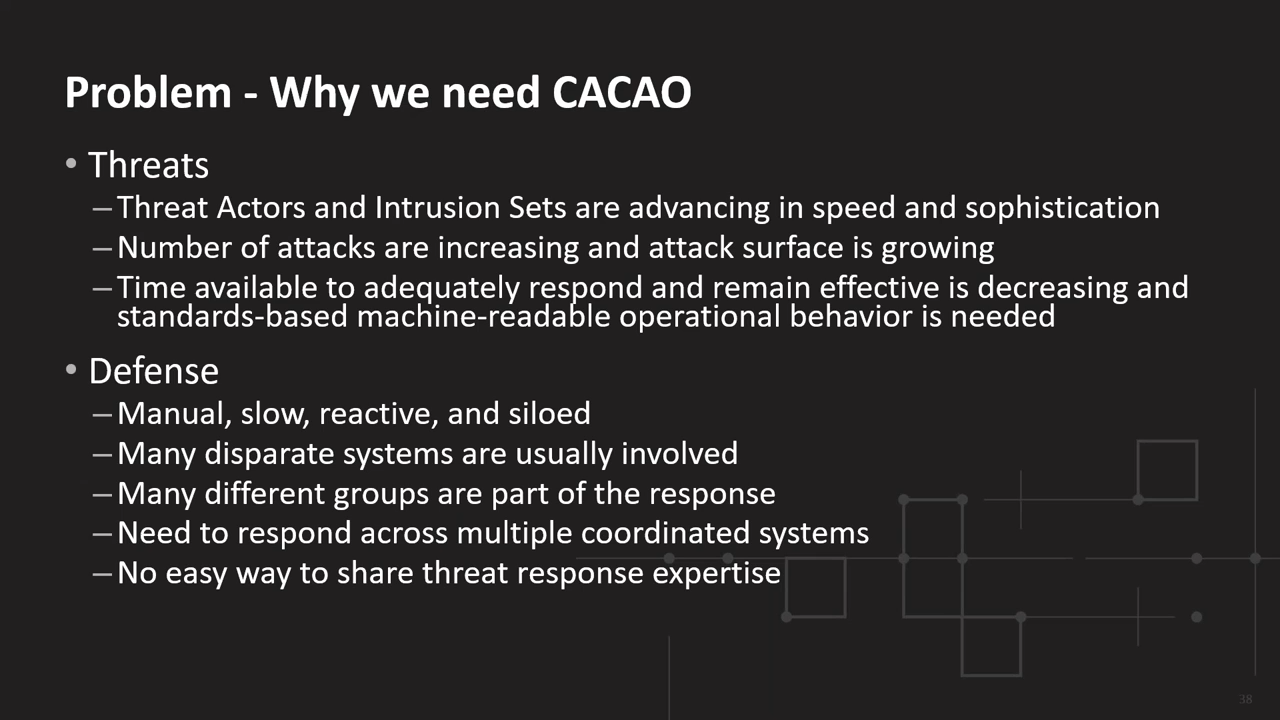 Problem - Why we need CACAO
• Threats
– Threat Actors and Intrusion Sets are advancing in speed and sophistication
– Number of attacks are increasing and attack surface is growing
– Time available to adequately respond and remain effective is decreasing and
standards-based machine-readable operational behavior is needed
• Defense
– Manual, slow, reactive, and siloed
– Many disparate systems are usually involved
– Many different groups are part of the response
– Need to respond across multiple coordinated systems
– No easy way to share threat response expertise
38